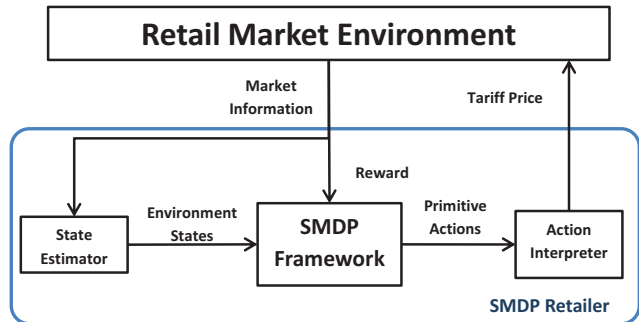 Retail Market Environment
Market
Information
Tariff Price
Reward
Environment
States
Primitive
Actions
State
Estimator
SMDP
Framework
Action
Interpreter
SMDP Retailer